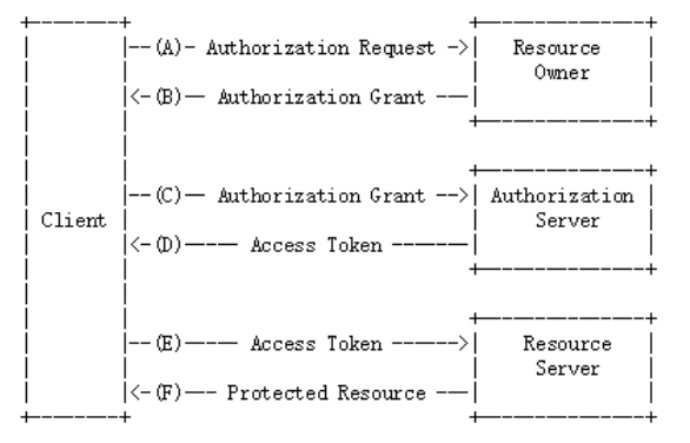 +--------+                               +---------------+
|        |--(A)- Authorization Request ->|   Resource    |
|        |                               |     Owner     |
|        |<-(B)-- Authorization Grant ---|               |
|        |                               +---------------+
|        |
|        |                               +---------------+
|        |--(C)-- Authorization Grant -->| Authorization |
| Client |                               |     Server    |
|        |<-(D)----- Access Token -------|               |
|        |                               +---------------+
|        |
|        |                               +---------------+
|        |--(E)----- Access Token ------>|    Resource   |
|        |                               |     Server    |
|        |<-(F)--- Protected Resource ---|               |
+--------+                               +---------------+